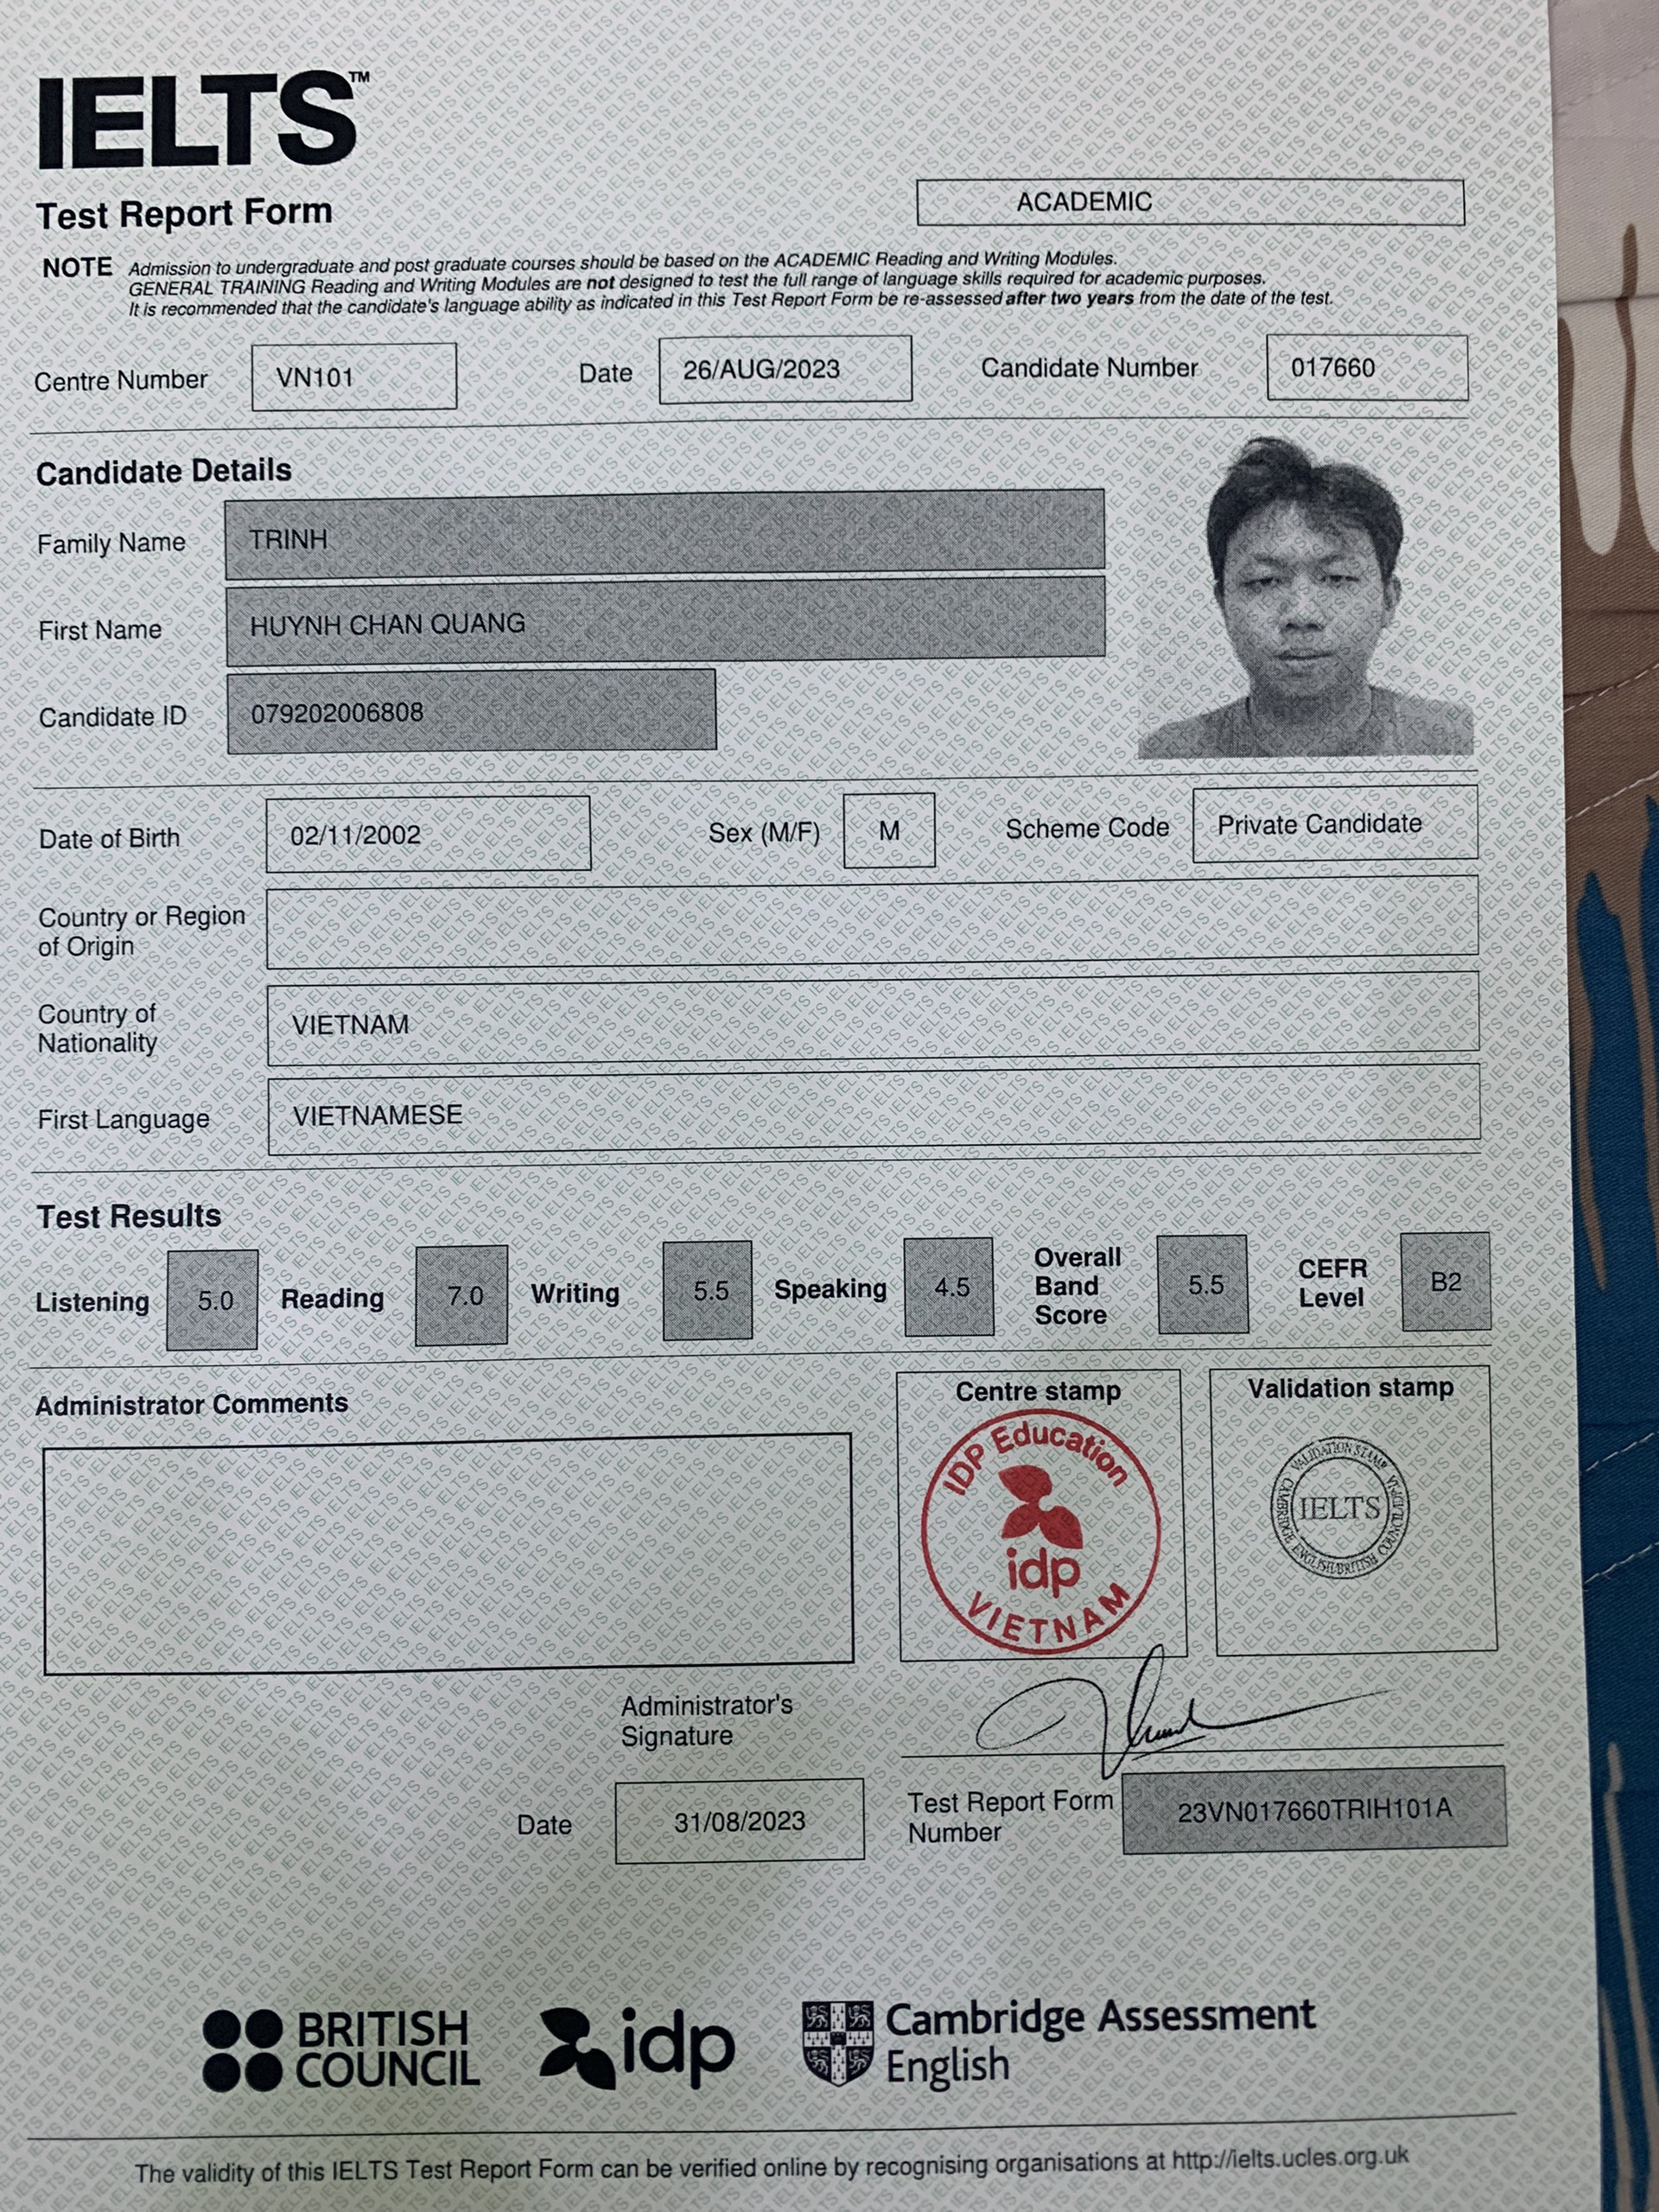 IELTS™
Test Report Form
ACADEMIC
NOTE Admission to undergraduate and post graduate courses should be based on the ACADEMIC Reading and Writing Modules.
GENERAL TRAINING Reading and Writing Modules are not designed to test the full range of language skills required for academic purposes.
It is recommended that the candidate's language ability as indicated in this Test Report Form be re-assessed after two years from the date of the test.
Centre Number VN101 Date 26/AUG/2023 Candidate Number 017660
Candidate Details
Family Name TRINH
First Name HUYNH CHAN QUANG
Candidate ID 079202006808
Date of Birth 02/11/2002 Sex (M/F) M Scheme Code Private Candidate
Country or Region
of Origin
Country of
Nationality VIETNAM
First Language VIETNAMESE
Test Results
Listening 5.0 Reading 7.0 Writing 5.5 Speaking 4.5 Overall Band Score 5.5 CEFR Level B2
Administrator Comments
Centre stamp
IDP Education
idp
VIETNAM
Validation stamp
VALIDATION STAMP
IELTS
CAMBRIDGE ENGLISH/BRITISH COUNCIL/IDP:IA
Administrator's
Signature
Date 31/08/2023
Test Report Form
Number 23VN017660TRIH101A
BRITISH
COUNCIL
idp
Cambridge Assessment
English
The validity of this IELTS Test Report Form can be verified online by recognising organisations at http://ielts.ucles.org.uk